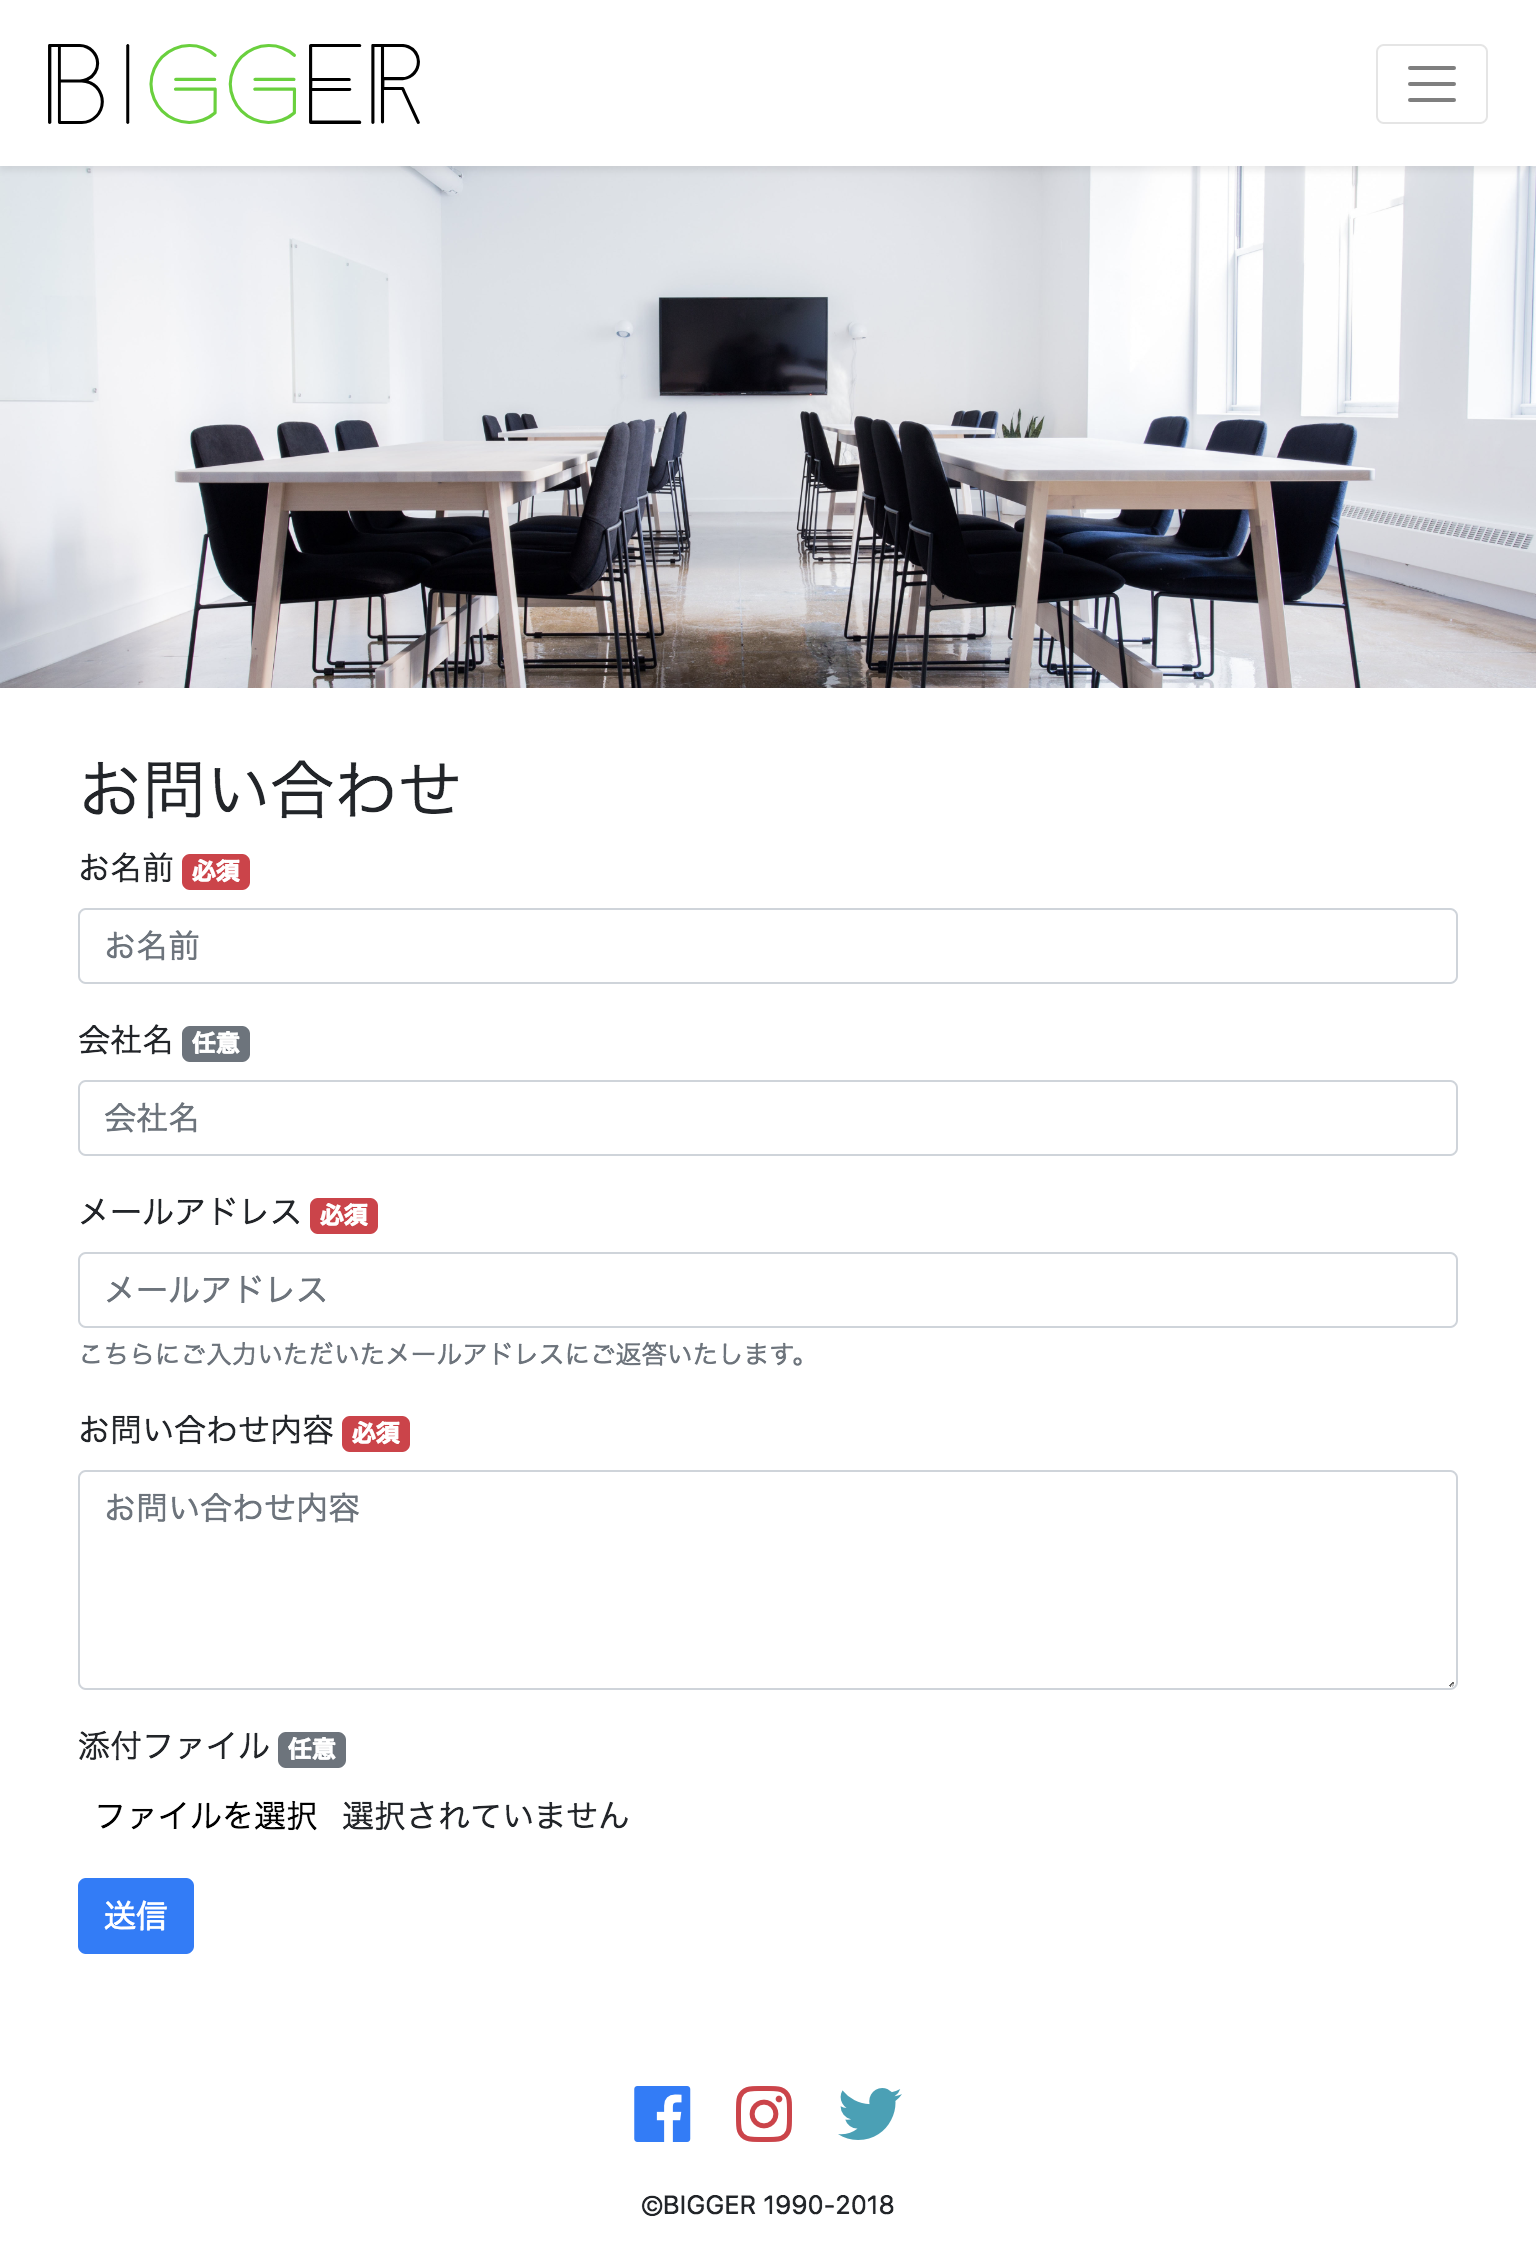 BIGGER
お問い合わせ
お名前 必須
お名前
会社名 任意
会社名
メールアドレス 必須
メールアドレス
こちらにご入力いただいたメールアドレスにご返答いたします。
お問い合わせ内容 必須
お問い合わせ内容
添付ファイル 任意
ファイルを選択 選択されていません
送信
©BIGGER 1990-2018